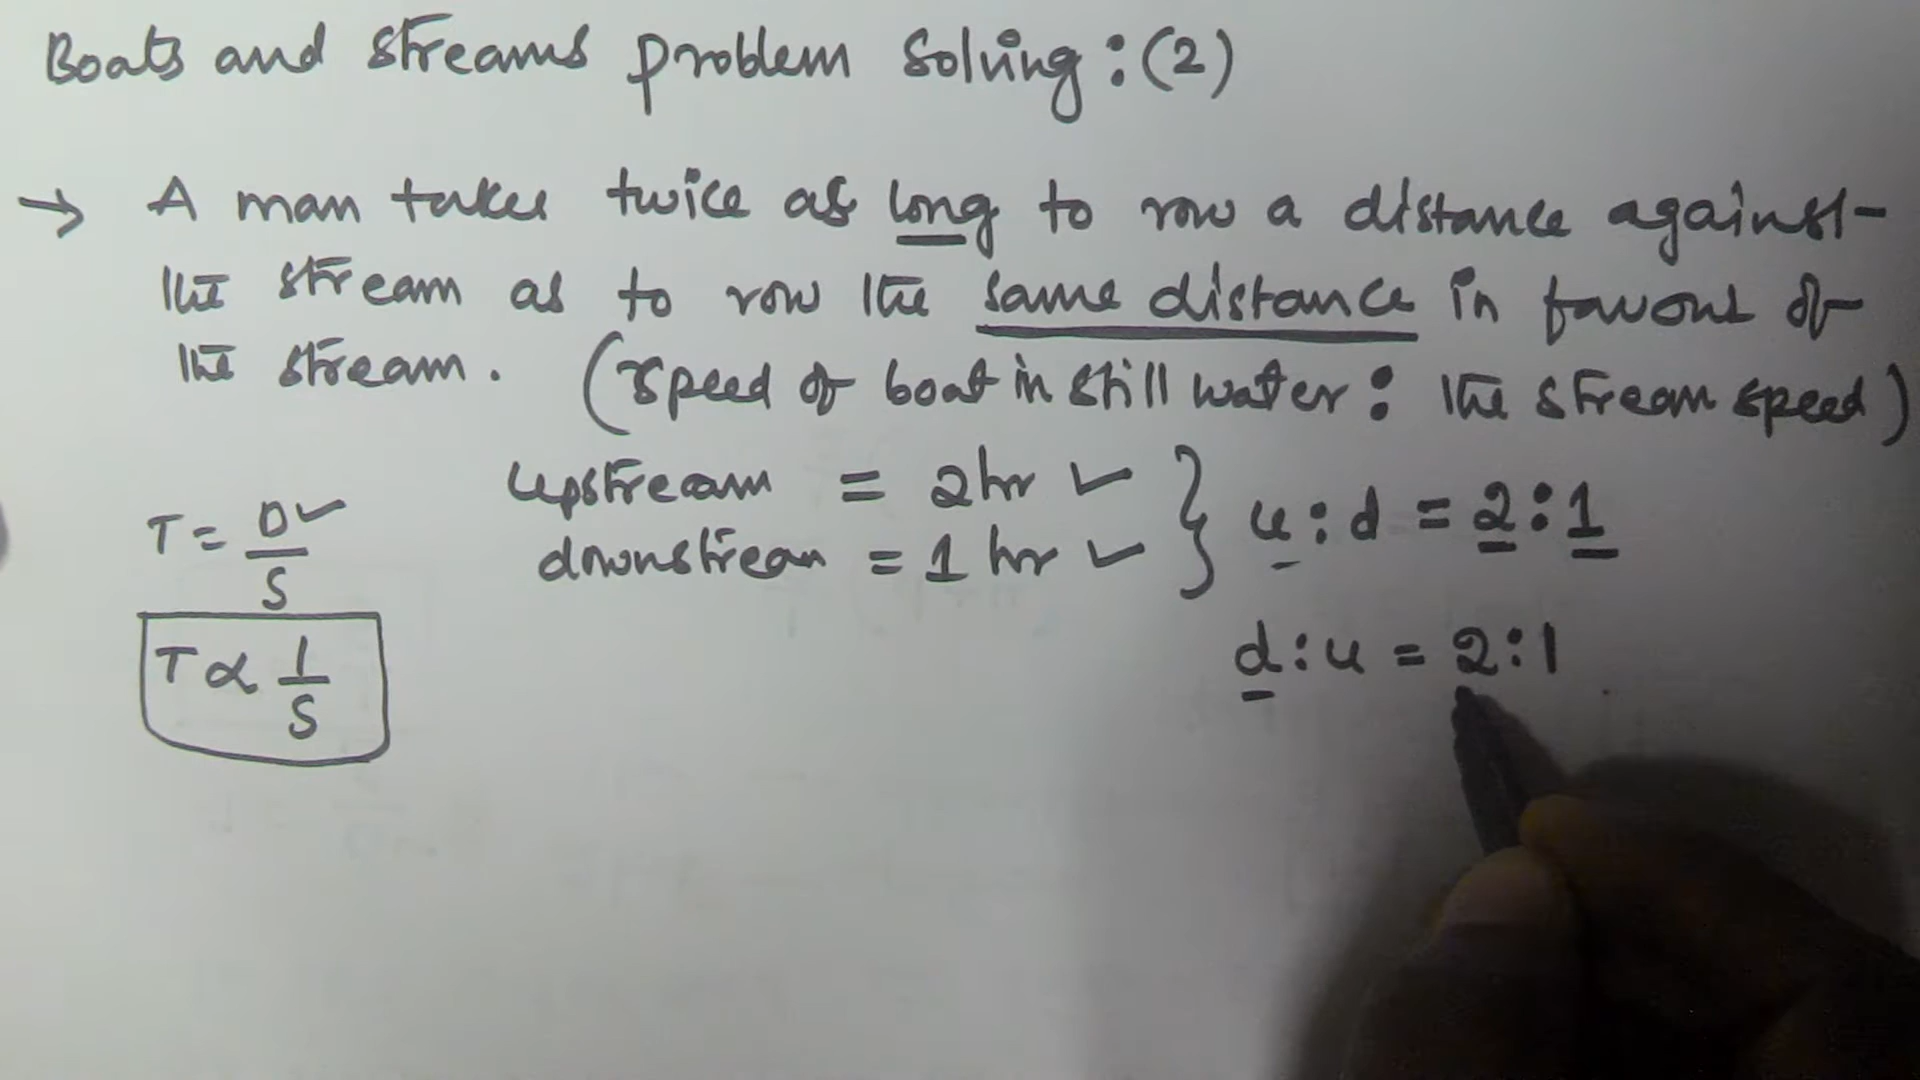 Boats and streams problem solving : (2)
→ A man takes twice as long to row a distance against
the stream as to row the same distance in favour of
the stream. (speed of boat in still water : the stream speed)
upstream = 2hr ✓ } u : d = 2 : 1
downstream = 1 hr ✓
T = D✓/S
T ∝ 1/S
d : u = 2 : 1